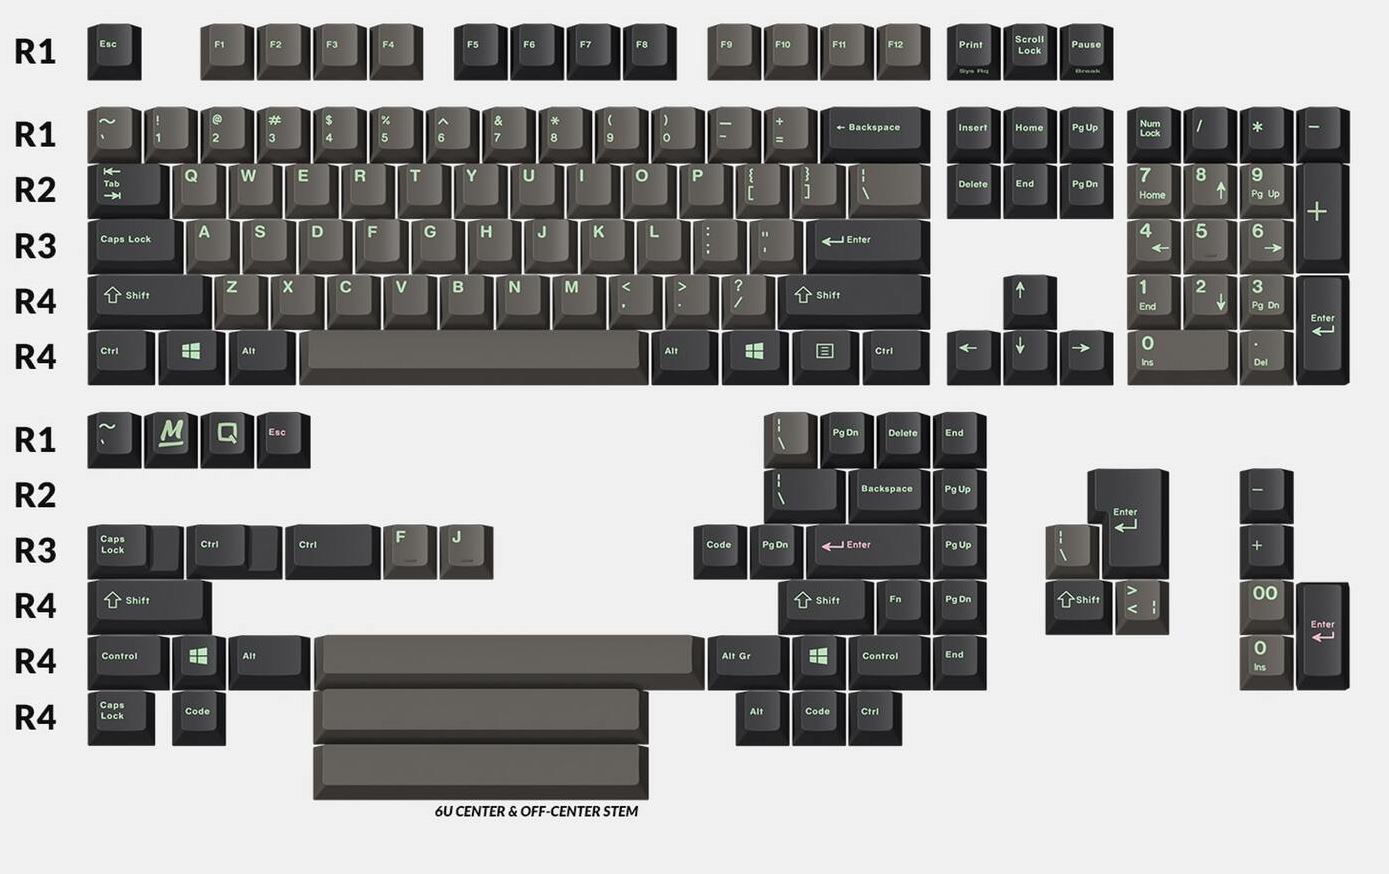 R1 Esc F1 F2 F3 F4 F5 F6 F7 F8 F9 F10 F11 F12 Print Sys Rq Scroll Lock Pause Break
R1 ~ ` ! 1 @ 2 # 3 $ 4 % 5 ^ 6 & 7 * 8 ( 9 ) 0 — - + = ← Backspace Insert Home Pg Up Num Lock / * −
R2 Tab Q W E R T Y U I O P { [ } ] ¦ \ Delete End Pg Dn 7 Home 8 ↑ 9 Pg Up +
R3 Caps Lock A S D F G H J K L : ; " ' Enter 4 ← 5 6 →
R4 Shift Z X C V B N M < , > . ? / Shift ↑ 1 End 2 ↓ 3 Pg Dn Enter
R4 Ctrl Alt Alt Ctrl ← ↓ → 0 Ins . Del
R1 ~ ` M Q Esc ¦ \ Pg Dn Delete End
R2 ¦ \ Backspace Pg Up Enter −
R3 Caps Lock Ctrl Ctrl F J Code Pg Dn Enter Pg Up ¦ \ +
R4 Shift Shift Fn Pg Dn Shift > < ¦ 00 Enter
R4 Control Alt Alt Gr Control End 0 Ins
R4 Caps Lock Code Alt Code Ctrl
6U CENTER & OFF-CENTER STEM